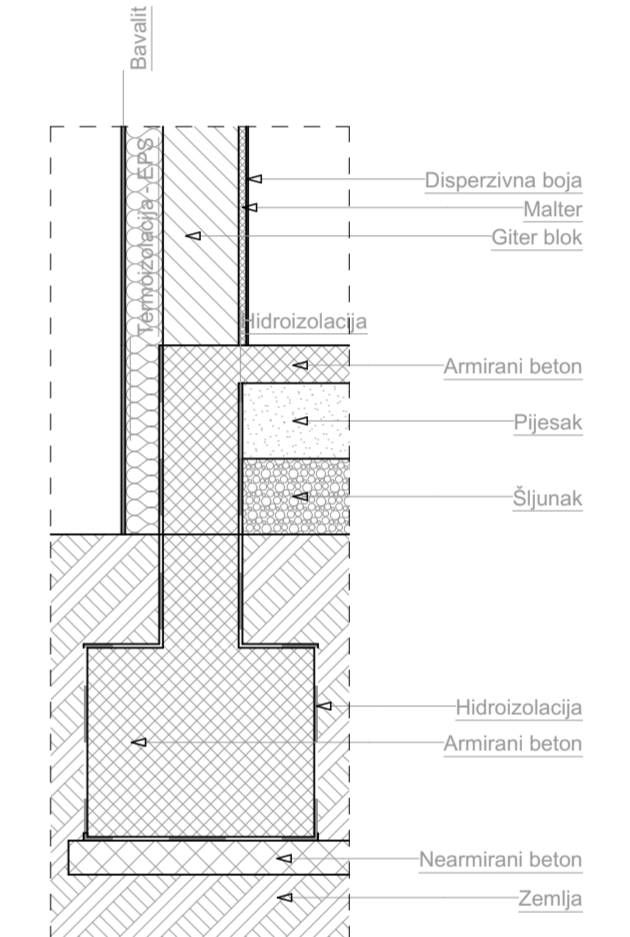 Bavalit
Termoizolacija - EPS
Disperzivna boja
Malter
Giter blok
Hidroizolacija
Armirani beton
Pijesak
Šljunak
Hidroizolacija
Armirani beton
Nearmirani beton
Zemlja